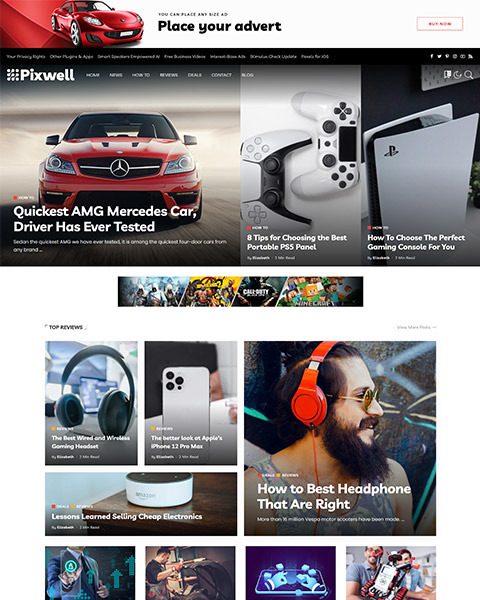 YOU CAN PLACE ANY SIZE AD
Place your advert
BUY NOW
Your Privacy Rights Other Plugins & Apps Smart Speakers Empowered AI Free Business Videos Interest-Base Ads Stimulus Check Update Pixels for iOS
Pixwell HOME NEWS HOW TO REVIEWS DEALS CONTACT BLOG
HOW TO
Quickest AMG Mercedes Car,
Driver Has Ever Tested
Sedan the quickest AMG we have ever tested, it is among the quickest four-door cars from
any brand ...
HOW TO
8 Tips for Choosing the Best
Portable PS5 Panel
By Elizabeth 2 Min Read
HOW TO
How To Choose The Perfect
Gaming Console For You
By Elizabeth 2 Min Read
CALL OF DUTY
MINECRAFT
TOP REVIEWS
View More Posts
REVIEWS
The Best Wired and Wireless
Gaming Headset
By Elizabeth 2 Min Read
REVIEWS
The better look at Apple's
iPhone 12 Pro Max
By Elizabeth 2 Min Read
amazon
DEALS REVIEWS
Lessons Learned Selling Cheap Electronics
By Elizabeth 2 Min Read
DEALS REVIEWS
How to Best Headphone
That Are Right
More than 16 million Vespa motor scooters have been made. ...